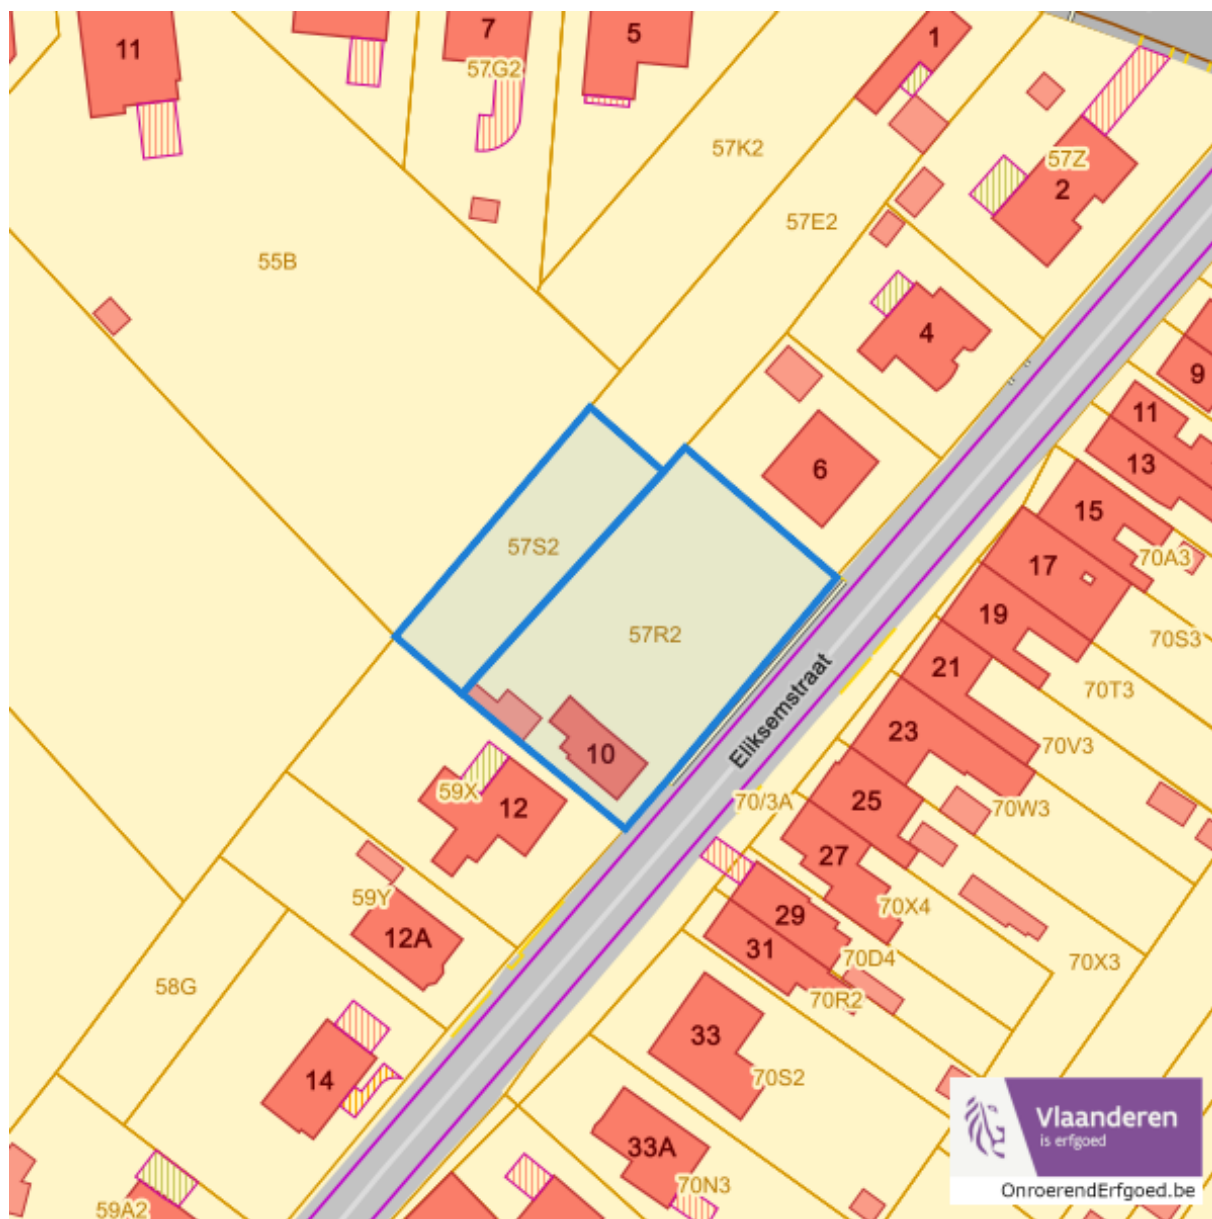 11
7
5
1
57G2
57K2
57Z
2
57E2
55B
4
9
11
13
6
15
57S2
17
70A3
19
57R2
70S3
21
70T3
Eliksemstraat
23
70V3
10
59X
12
70/3A
25
70W3
27
59Y
29
70X4
12A
31
70D4
70X3
58G
70R2
33
14
70S2
33A
70N3
59A2
Vlaanderen
is erfgoed
OnroerendErfgoed.be